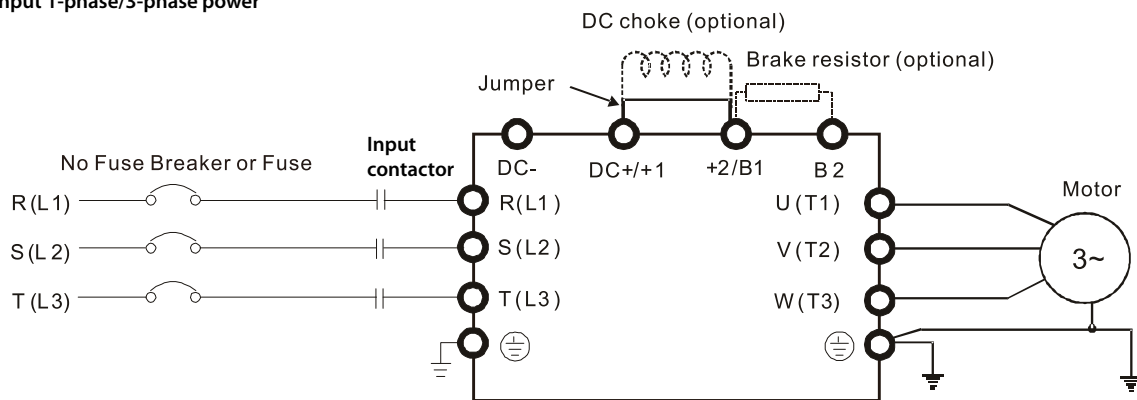 Input 1-phase/3-phase power
DC choke (optional)
Brake resistor (optional)
Jumper
No Fuse Breaker or Fuse
Input
contactor
DC-
DC+/+1
+2/B1
B2
Motor
R(L1)
R(L1)
U(T1)
S(L2)
S(L2)
V(T2)
3~
T(L3)
T(L3)
W(T3)